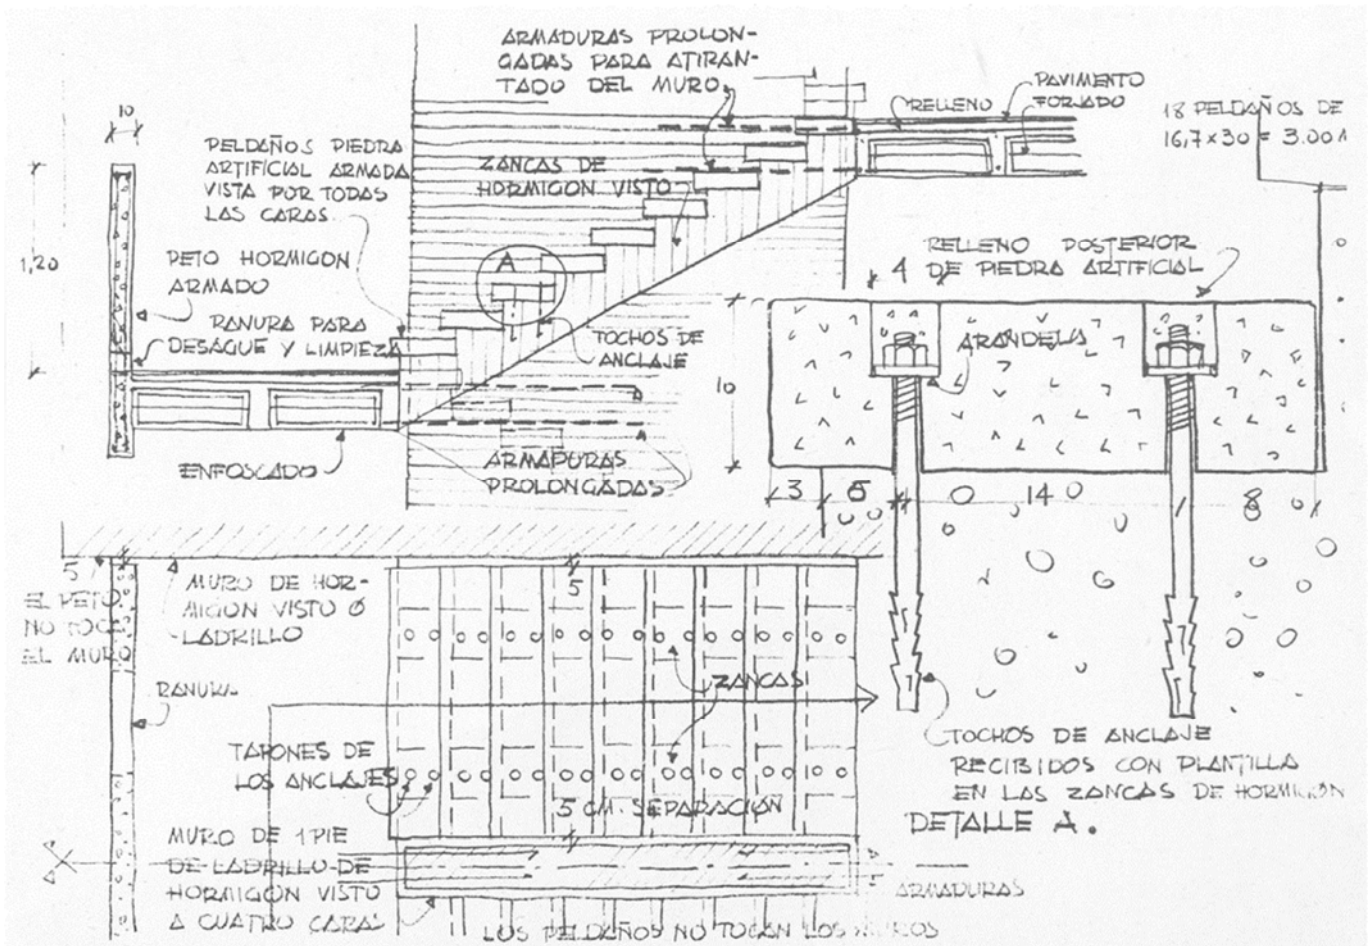 ARMADURAS PROLON-
GADAS PARA ATIRAN-
TADO DEL MURO
PAVIMENTO
FORJADO
RELLENO
18 PELDAÑOS DE
16,7 x 30 = 3.00
10
PELDAÑOS PIEDRA
ARTIFICIAL ARMADA
VISTA POR TODAS
LAS CARAS
ZANCAS DE
HORMIGON VISTO
1,20
PETO HORMIGON
ARMADO
A
RANURA PARA
DESAGUE Y LIMPIEZA
TOCHOS DE
ANCLAJE
RELLENO POSTERIOR
DE PIEDRA ARTIFICIAL
4
ARANDELA
10
ENFOSCADO
ARMADURAS
PROLONGADAS
3 5 14 8
5
EL PETO
NO TOCA
EL MURO
MURO DE HOR-
MIGON VISTO O
LADRILLO
5
RANURA
ZANCAS
TAPONES DE
LOS ANCLAJES
5 CM. SEPARACIÓN
TOCHOS DE ANCLAJE
RECIBIDOS CON PLANTILLA
EN LAS ZANCAS DE HORMIGON
DETALLE A.
MURO DE 1 PIE
DE LADRILLO DE
HORMIGON VISTO
A CUATRO CARAS
ARMADURAS
LOS PELDAÑOS NO TOCAN LOS MUROS